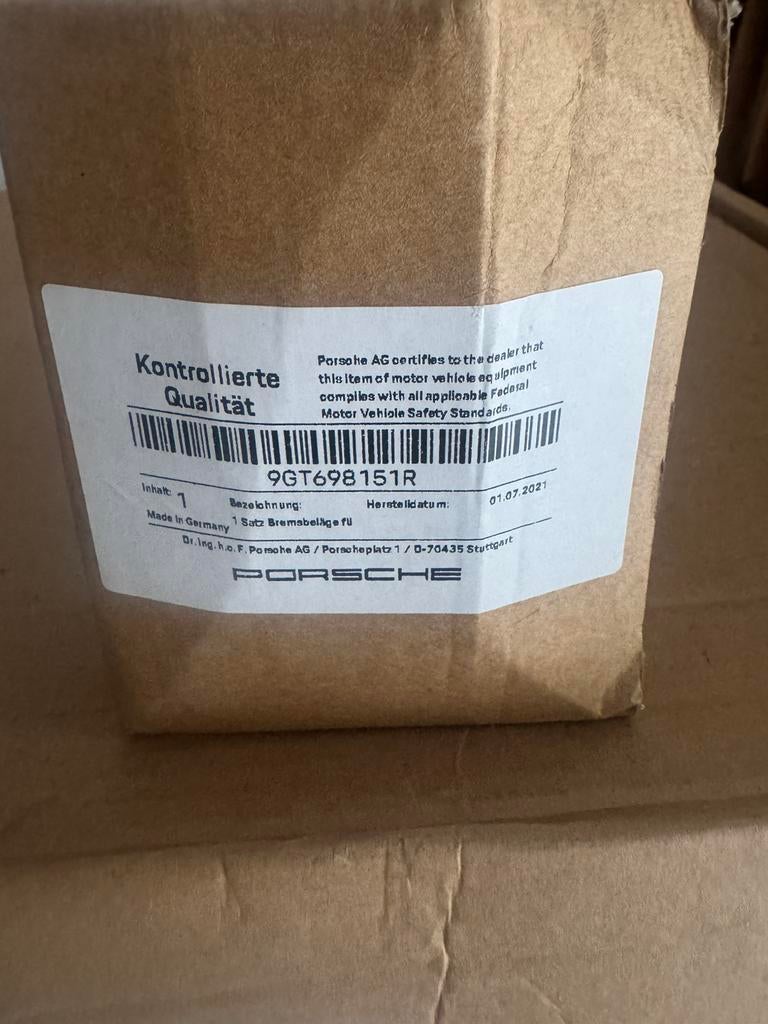 Kontrollierte
Qualität
Porsche AG certifies to the dealer that
this item of motor vehicle equipment
complies with all applicable Federal
Motor Vehicle Safety Standards.
9GT698151R
Inhalt: 1
Bezeichnung:
Herstelldatum:
01.07.2021
Made in Germany
1 Satz Bremsbeläge fü
Dr. Ing. h.c. F. Porsche AG / Porscheplatz 1 / D-70435 Stuttgart
PORSCHE